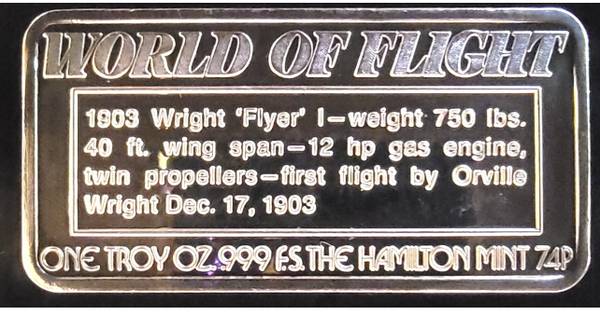 WORLD OF FLIGHT
1903 Wright 'Flyer' I—weight 750 lbs.
40 ft. wing span—12 hp gas engine,
twin propellers—first flight by Orville
Wright Dec. 17, 1903
ONE TROY OZ. 999 F.S. THE HAMILTON MINT 74P